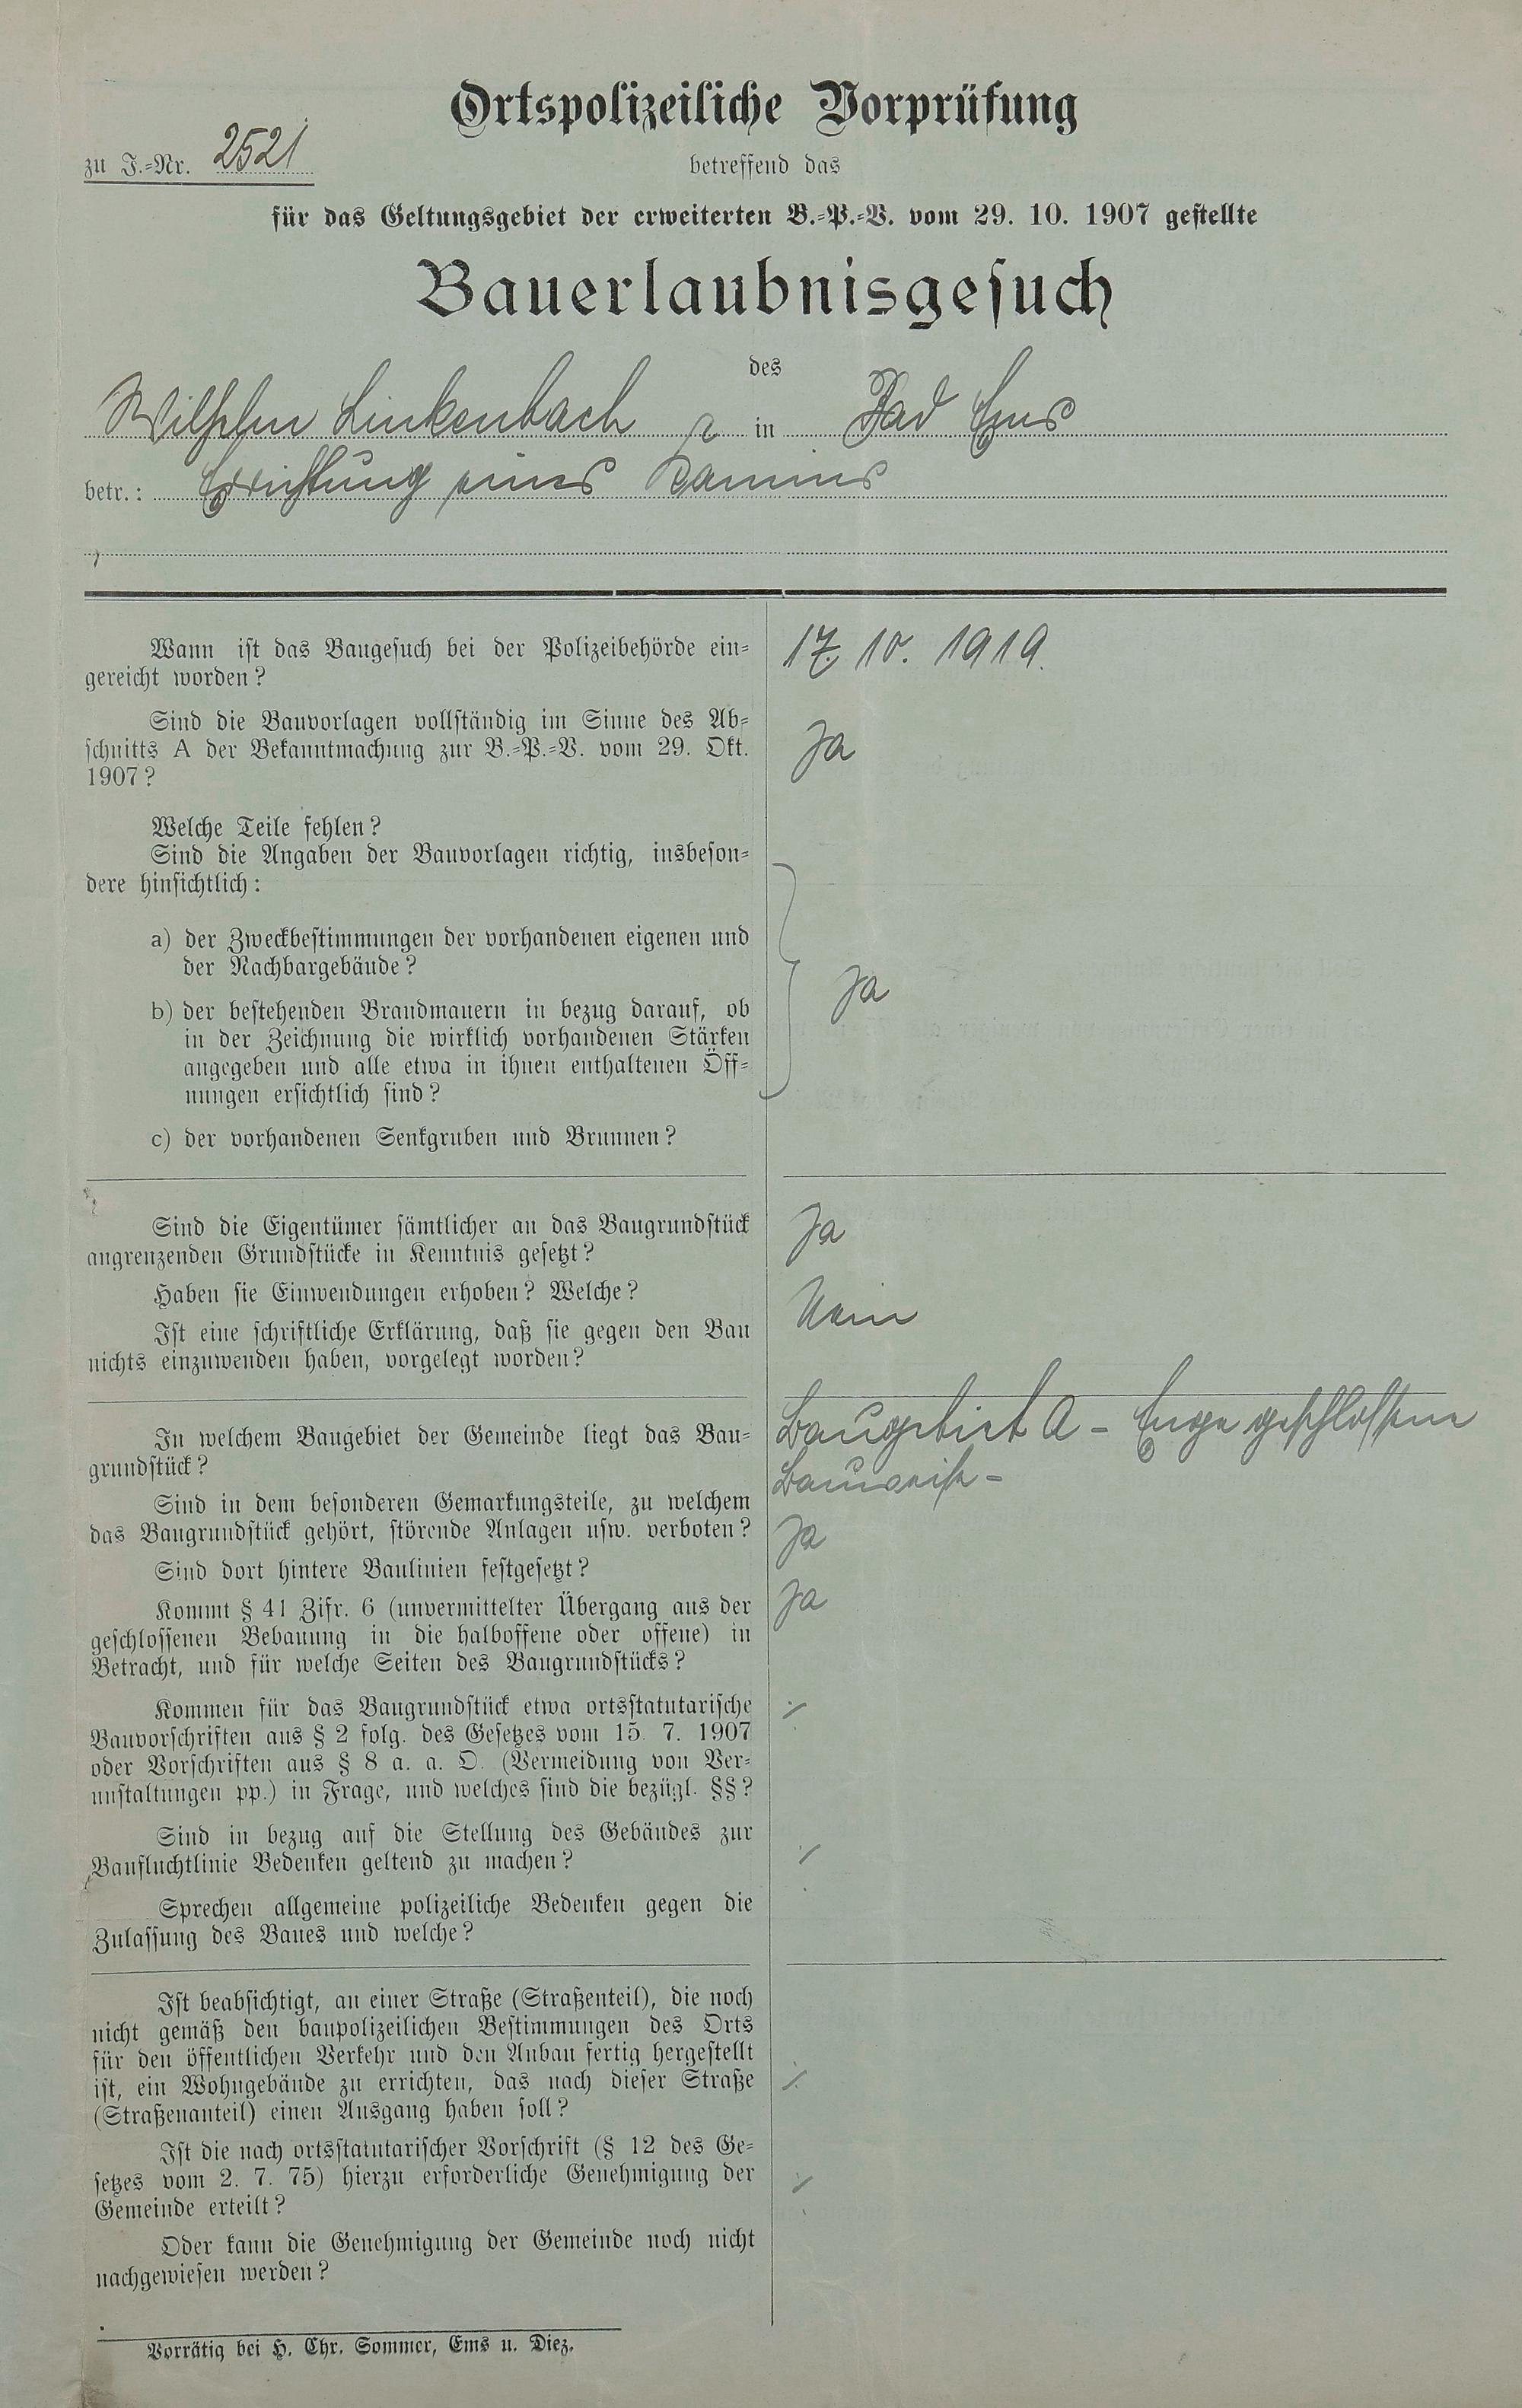 Ortspolizeiliche Vorprüfung
zu J.-Nr. 2521
betreffend das
für das Geltungsgebiet der erweiterten B.-P.-V. vom 29. 10. 1907 gestellte
Bauerlaubnisgesuch
des
Wilhelm Linkenbach in Bad Ems
betr.: Errichtung eines Kamins
Wann ist das Baugesuch bei der Polizeibehörde ein-
gereicht worden?
17. 10. 1919.
Sind die Bauvorlagen vollständig im Sinne des Ab-
schnitts A der Bekanntmachung zur B.-P.-V. vom 29. Okt.
1907?
Ja
Welche Teile fehlen?
Sind die Angaben der Bauvorlagen richtig, insbeson-
dere hinsichtlich:
a) der Zweckbestimmungen der vorhandenen eigenen und
der Nachbargebäude?
b) der bestehenden Brandmauern in bezug darauf, ob
in der Zeichnung die wirklich vorhandenen Stärken
angegeben und alle etwa in ihnen enthaltenen Öff-
nungen ersichtlich sind?
Ja
c) der vorhandenen Senkgruben und Brunnen?
Sind die Eigentümer sämtlicher an das Baugrundstück
angrenzenden Grundstücke in Kenntnis gesetzt?
Ja
Haben sie Einwendungen erhoben? Welche?
Nein
Ist eine schriftliche Erklärung, daß sie gegen den Bau
nichts einzuwenden haben, vorgelegt worden?
In welchem Baugebiet der Gemeinde liegt das Bau-
grundstück?
Baugebiet A - Enge geschlossene
Bauweise -
Sind in dem besonderen Gemarkungsteile, zu welchem
das Baugrundstück gehört, störende Anlagen usw. verboten?
Ja
Sind dort hintere Baulinien festgesetzt?
Ja
Kommt § 41 Zifr. 6 (unvermittelter Übergang aus der
geschlossenen Bebauung in die halboffene oder offene) in
Betracht, und für welche Seiten des Baugrundstücks?
Kommen für das Baugrundstück etwa ortsstatutarische
Bauvorschriften aus § 2 folg. des Gesetzes vom 15. 7. 1907
oder Vorschriften aus § 8 a. a. O. (Vermeidung von Ver-
unstaltungen pp.) in Frage, und welches sind die bezügl. §§?
Sind in bezug auf die Stellung des Gebäudes zur
Baufluchtlinie Bedenken geltend zu machen?
Sprechen allgemeine polizeiliche Bedenken gegen die
Zulassung des Baues und welche?
Ist beabsichtigt, an einer Straße (Straßenteil), die noch
nicht gemäß den baupolizeilichen Bestimmungen des Orts
für den öffentlichen Verkehr und den Anbau fertig hergestellt
ist, ein Wohngebäude zu errichten, das nach dieser Straße
(Straßenanteil) einen Ausgang haben soll?
Ist die nach ortsstatutarischer Vorschrift (§ 12 des Ge-
setzes vom 2. 7. 75) hierzu erforderliche Genehmigung der
Gemeinde erteilt?
Oder kann die Genehmigung der Gemeinde noch nicht
nachgewiesen werden?
Vorrätig bei H. Chr. Sommer, Ems u. Diez.